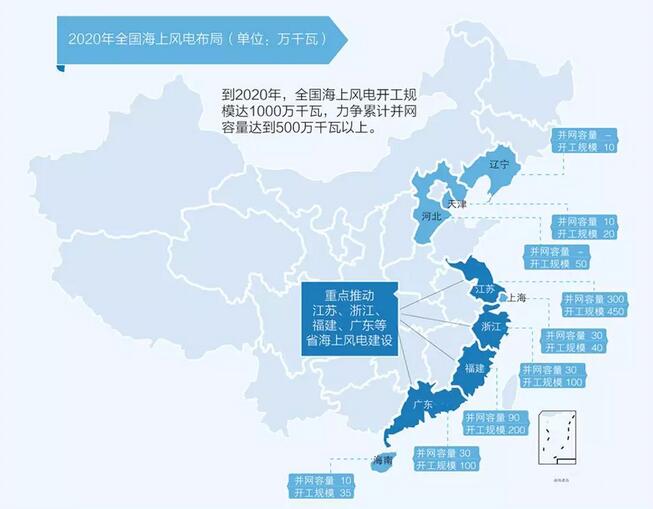 2020年全国海上风电布局（单位：万千瓦）
到2020年，全国海上风电开工规
模达1000万千瓦，力争累计并网
容量达到500万千瓦以上。
并网容量 -
开工规模 10
辽宁
天津
河北
并网容量 10
开工规模 20
并网容量 -
开工规模 50
重点推动
江苏、浙江、
福建、广东等
省海上风电建设
江苏
上海
并网容量 300
开工规模 450
浙江
并网容量 30
开工规模 40
福建
并网容量 30
开工规模 100
广东
并网容量 90
开工规模 200
并网容量 30
开工规模 100
海南
并网容量 10
开工规模 35